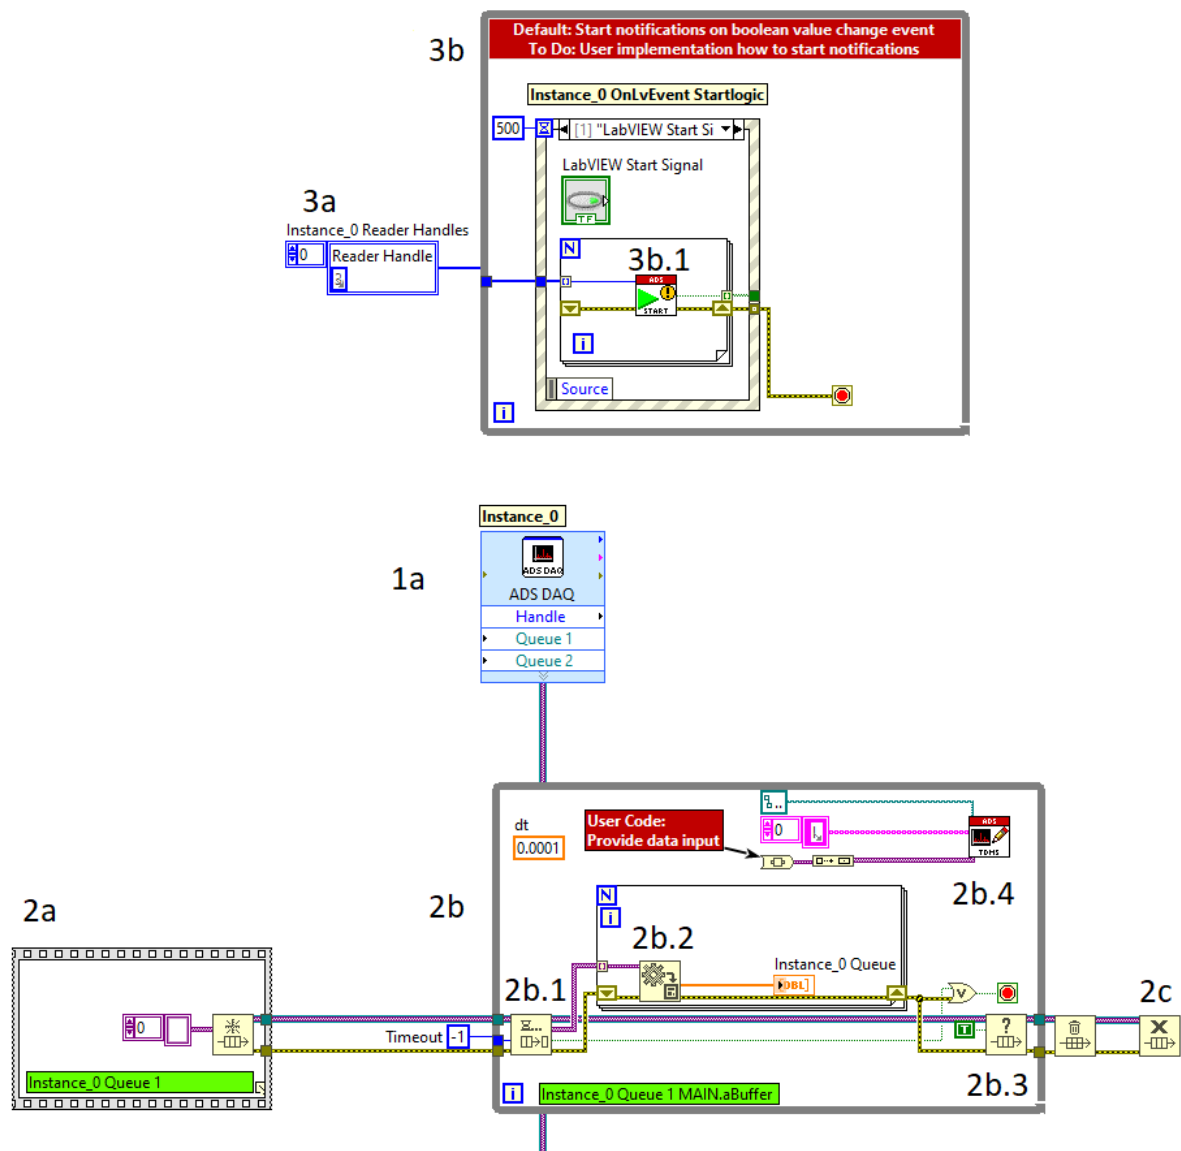 Default: Start notifications on boolean value change event
To Do: User implementation how to start notifications
3b
Instance_0 OnLvEvent Startlogic
500
[1] "LabVIEW Start Si
LabVIEW Start Signal
TF
3a
Instance_0 Reader Handles
0
Reader Handle
N
3b.1
ADS
START
i
Source
i
Instance_0
1a
ADS DAQ
ADS DAQ
Handle
Queue 1
Queue 2
dt
0.0001
User Code:
Provide data input
0
ADS
TDMS
2b.4
2a
2b
N
i
2b.2
Instance_0 Queue
DBL
2b.1
2c
0
Timeout
-1
T
?
Instance_0 Queue 1
i
Instance_0 Queue 1 MAIN.aBuffer
2b.3